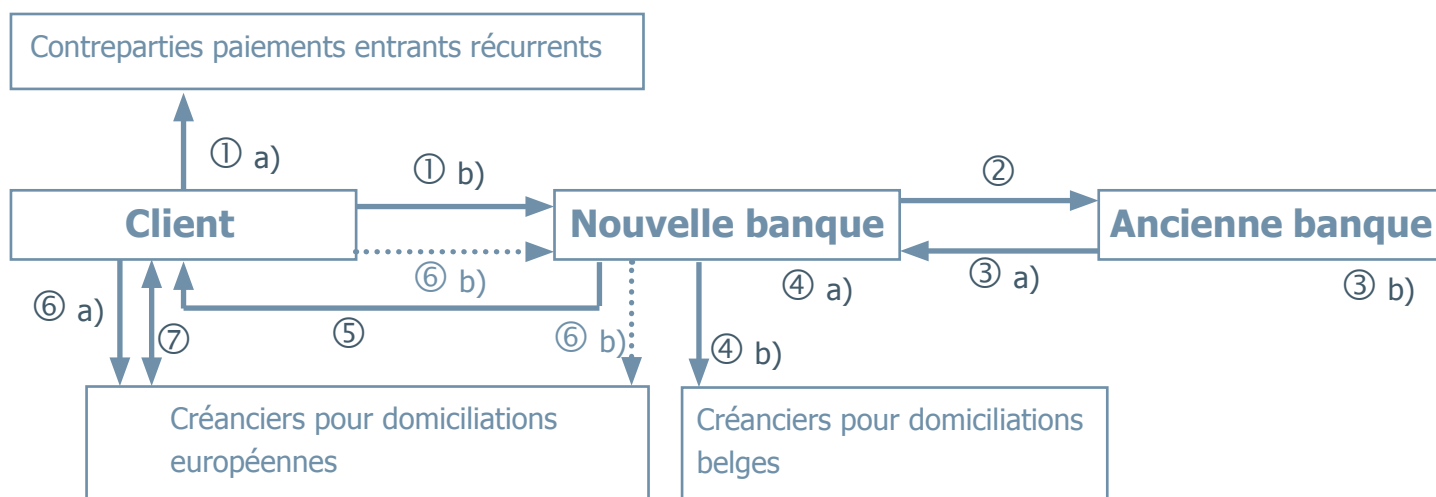 Contreparties paiements entrants récurrents
① a)
① b)
②
Client
Nouvelle banque
Ancienne banque
⑥ b)
④ a)
③ a)
③ b)
⑥ a)
⑦
⑤
⑥ b)
④ b)
Créanciers pour domiciliations
européennes
Créanciers pour domiciliations
belges